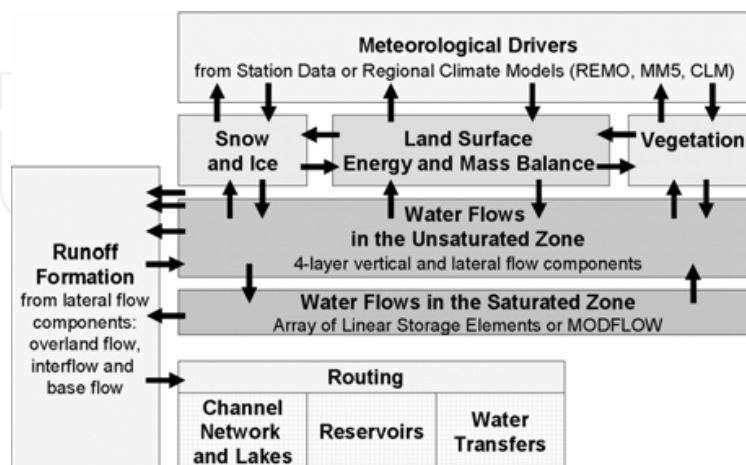 Meteorological Drivers
from Station Data or Regional Climate Models (REMO, MM5, CLM)
Snow
and Ice
Land Surface
Energy and Mass Balance
Vegetation
Runoff
Formation
from lateral flow
components:
overland flow,
interflow and
base flow
Water Flows
in the Unsaturated Zone
4-layer vertical and lateral flow components
Water Flows in the Saturated Zone
Array of Linear Storage Elements or MODFLOW
Routing
Channel
Network
and Lakes
Reservoirs
Water
Transfers